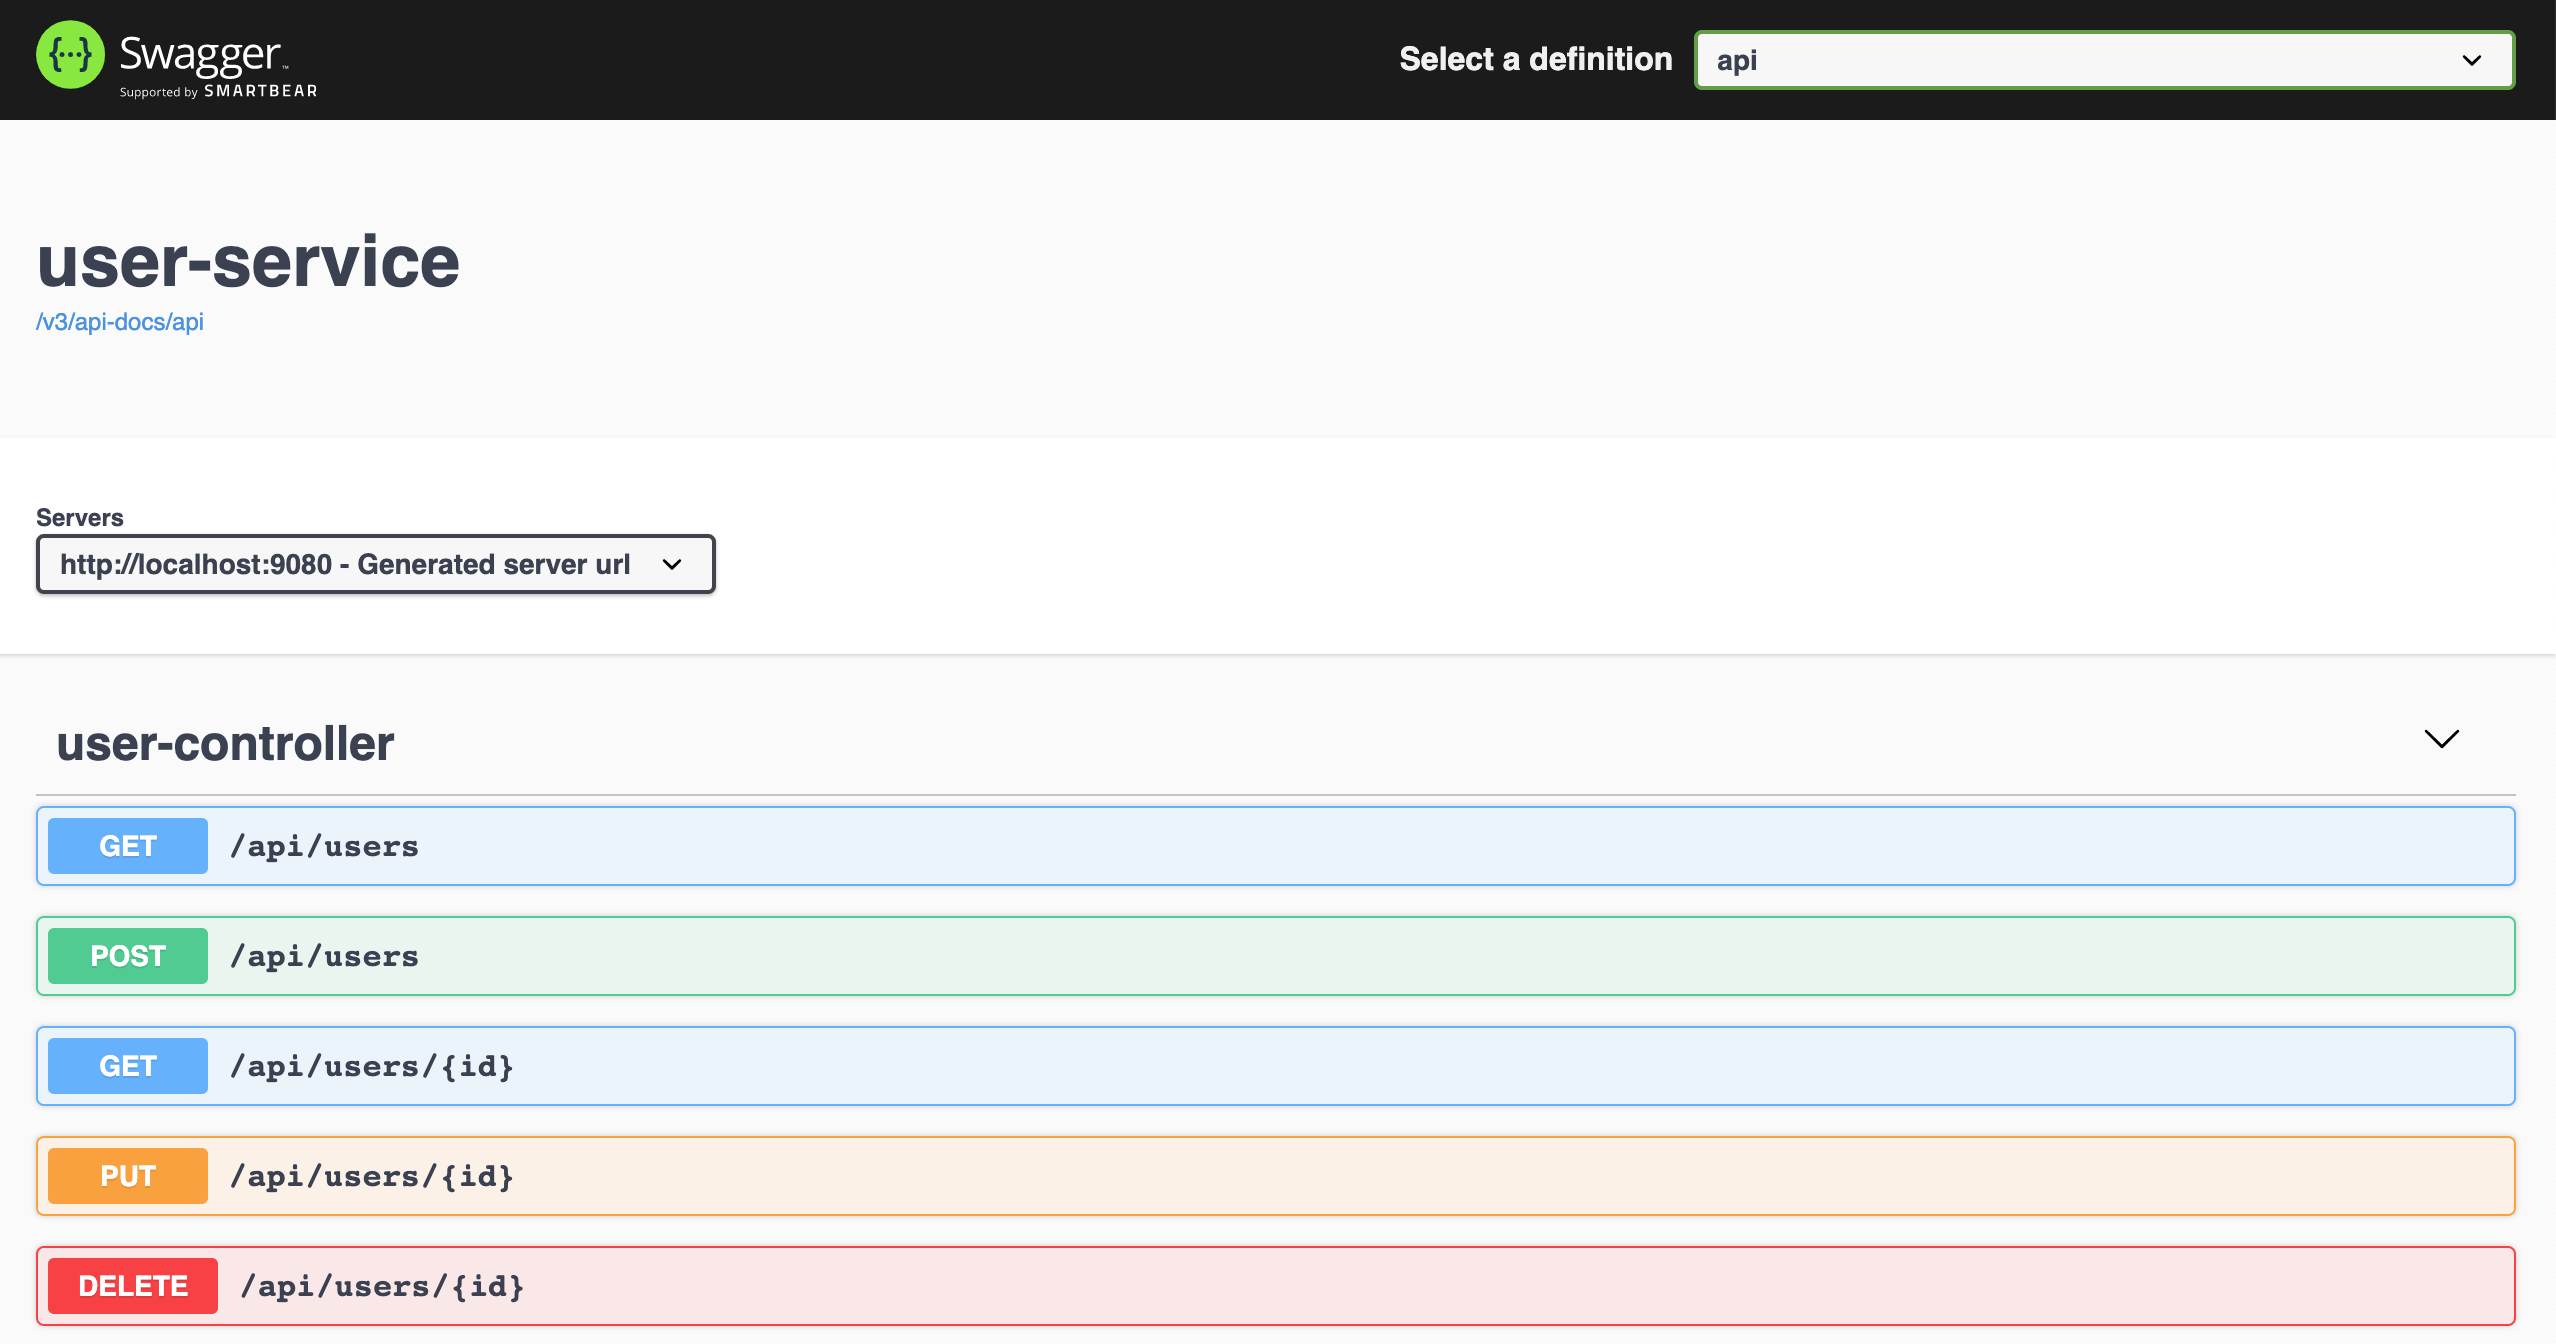 {...} Swagger™
Supported by SMARTBEAR
Select a definition
api
user-service
/v3/api-docs/api
Servers
http://localhost:9080 - Generated server url
user-controller
GET /api/users
POST /api/users
GET /api/users/{id}
PUT /api/users/{id}
DELETE /api/users/{id}